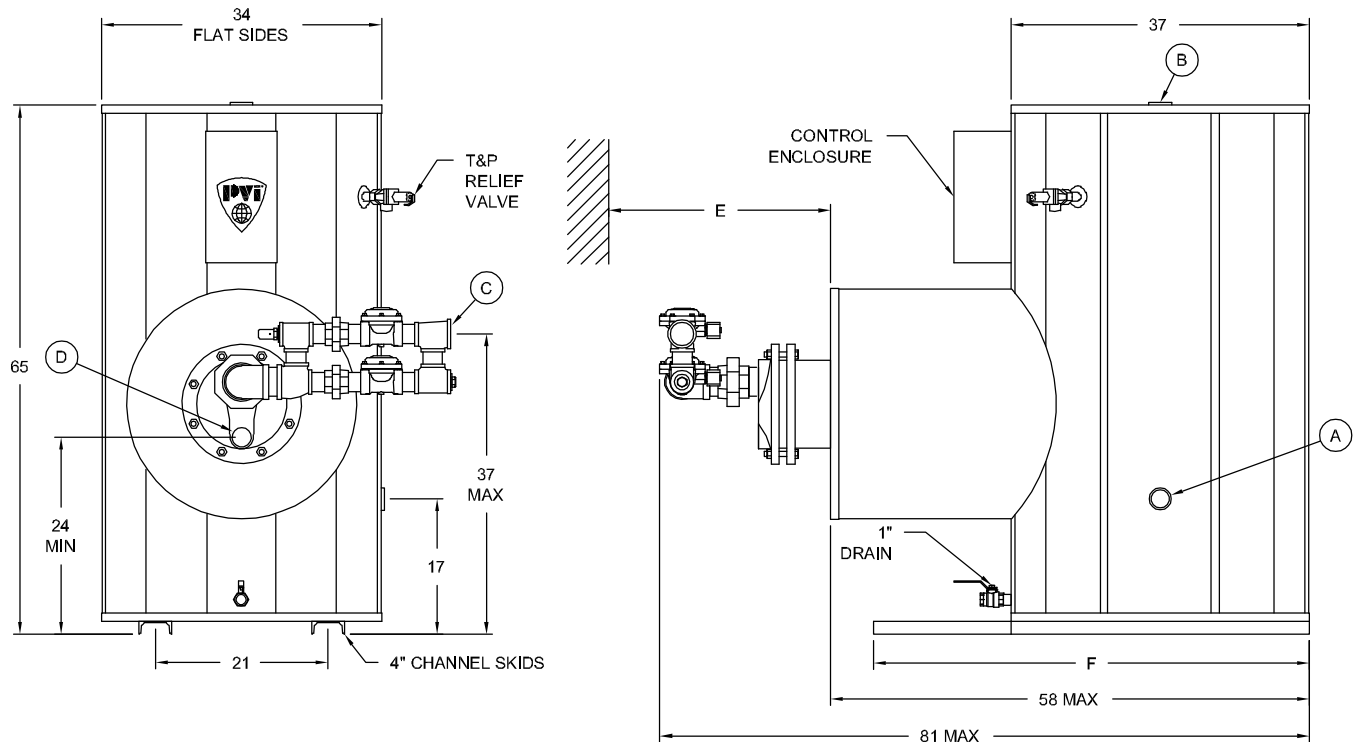 34
FLAT SIDES
37
B
CONTROL
ENCLOSURE
T&P
RELIEF
VALVE
PVI
E
C
D
65
37
MAX
A
24
MIN
17
1"
DRAIN
21
4" CHANNEL SKIDS
F
58 MAX
81 MAX